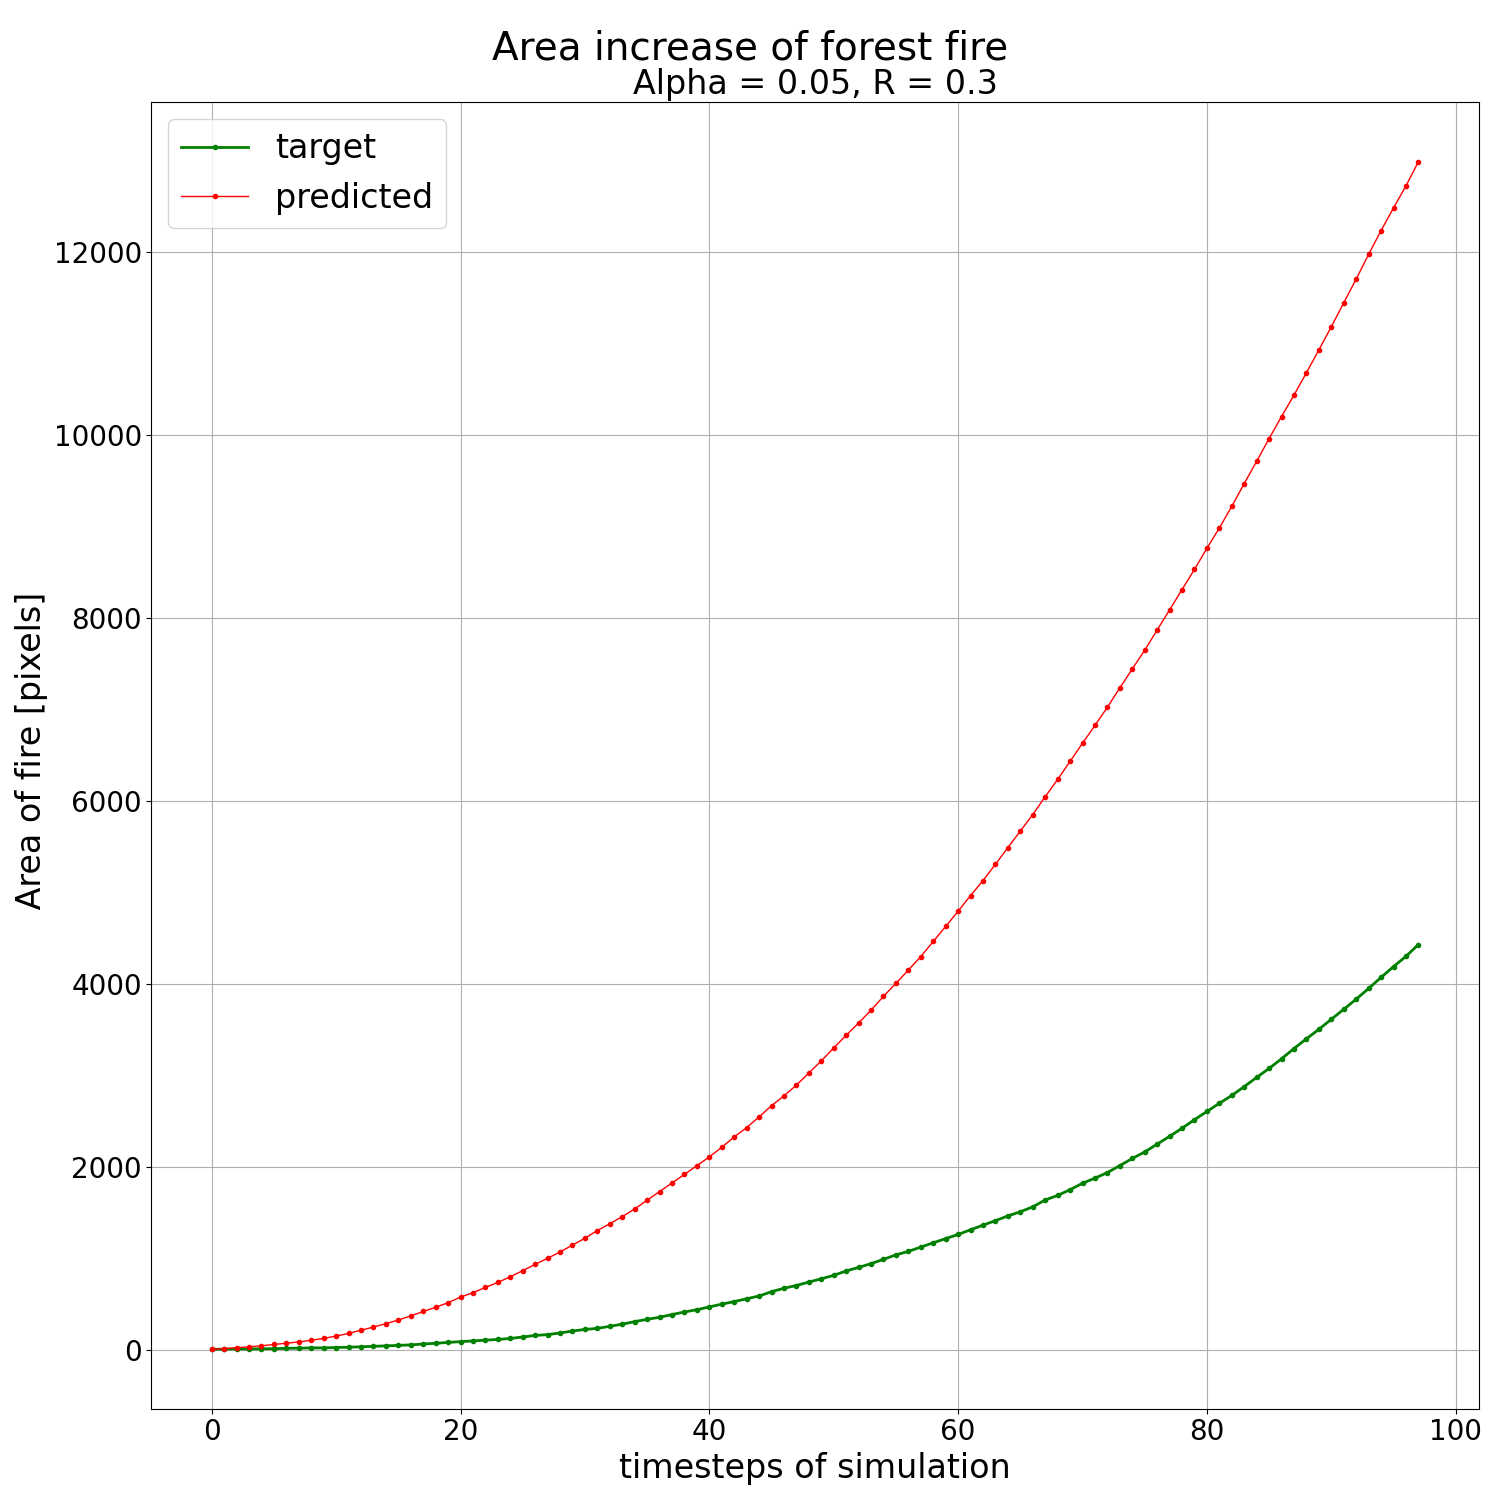 Area increase of forest fire
Alpha = 0.05, R = 0.3
target
predicted
12000
10000
8000
6000
4000
2000
0
Area of fire [pixels]
0 20 40 60 80 100
timesteps of simulation